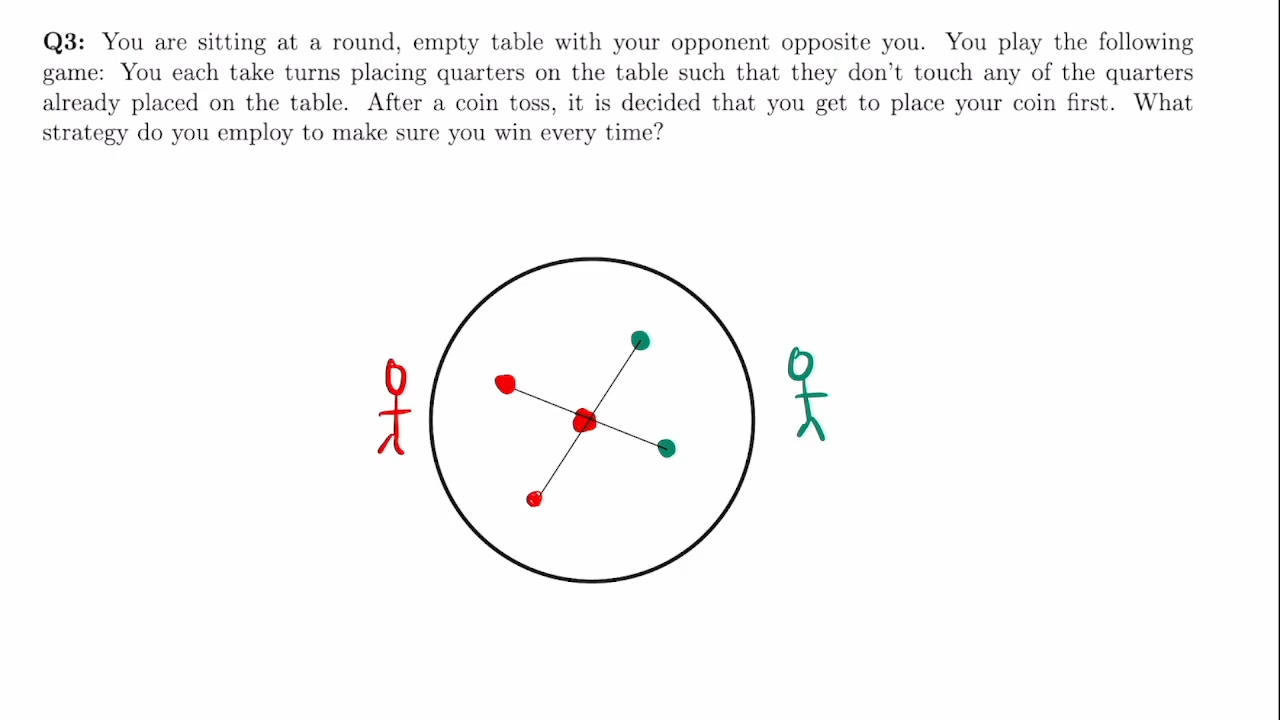 Q3: You are sitting at a round, empty table with your opponent opposite you. You play the following
game: You each take turns placing quarters on the table such that they don't touch any of the quarters
already placed on the table. After a coin toss, it is decided that you get to place your coin first. What
strategy do you employ to make sure you win every time?